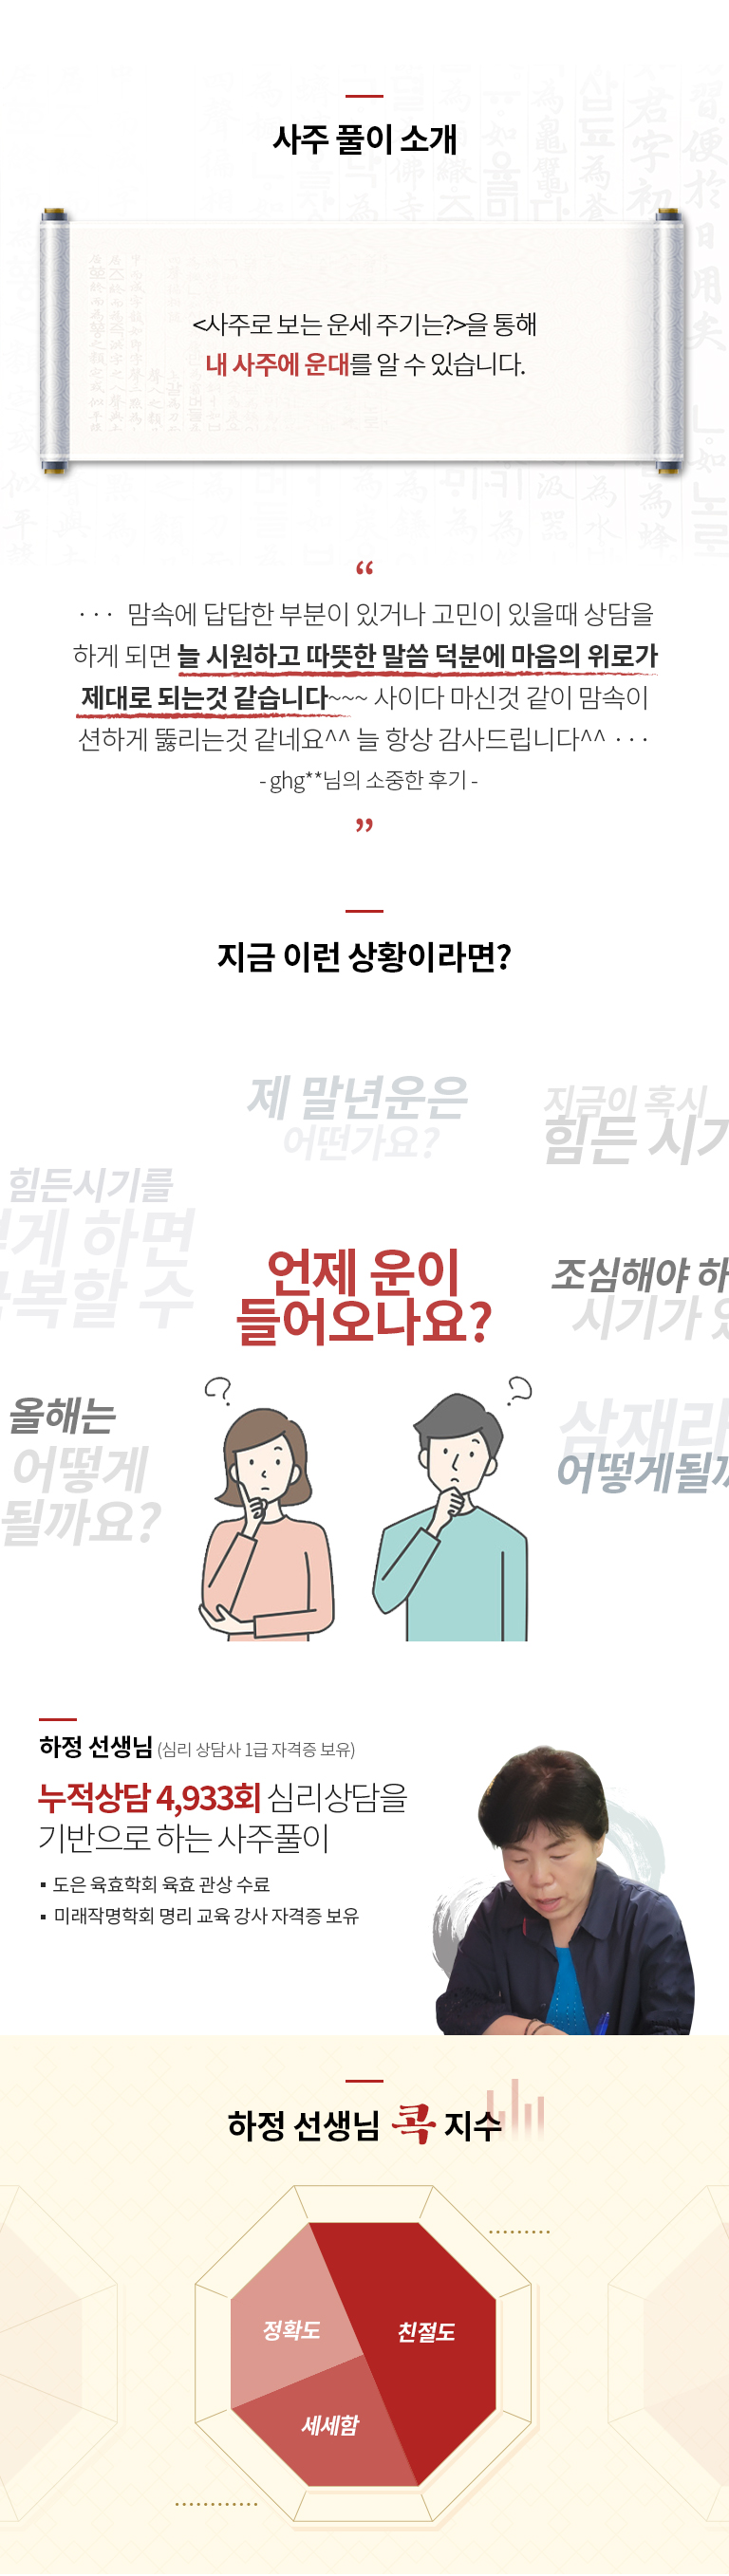 사주 풀이 소개
<사주로 보는 운세 주기는?>을 통해
내 사주에 운대를 알 수 있습니다.
“
··· 맘속에 답답한 부분이 있거나 고민이 있을때 상담을
하게 되면 늘 시원하고 따뜻한 말씀 덕분에 마음의 위로가
제대로 되는것 같습니다~~~ 사이다 마신것 같이 맘속이
션하게 뚫리는것 같네요^^ 늘 항상 감사드립니다^^ ···
- ghg**님의 소중한 후기 -
”
지금 이런 상황이라면?
제 말년운은
어떤가요?
지금이 혹시
힘든 시기
힘든시기를
게 하면
복할 수
언제 운이
들어오나요?
조심해야 하
시기가 있
올해는
어떻게
될까요?
삼재라
어떻게될까
하정 선생님 (심리 상담사 1급 자격증 보유)
누적상담 4,933회 심리상담을
기반으로 하는 사주풀이
▪ 도은 육효학회 육효 관상 수료
▪ 미래작명학회 명리 교육 강사 자격증 보유
하정 선생님 콕 지수
정확도
친절도
세세함